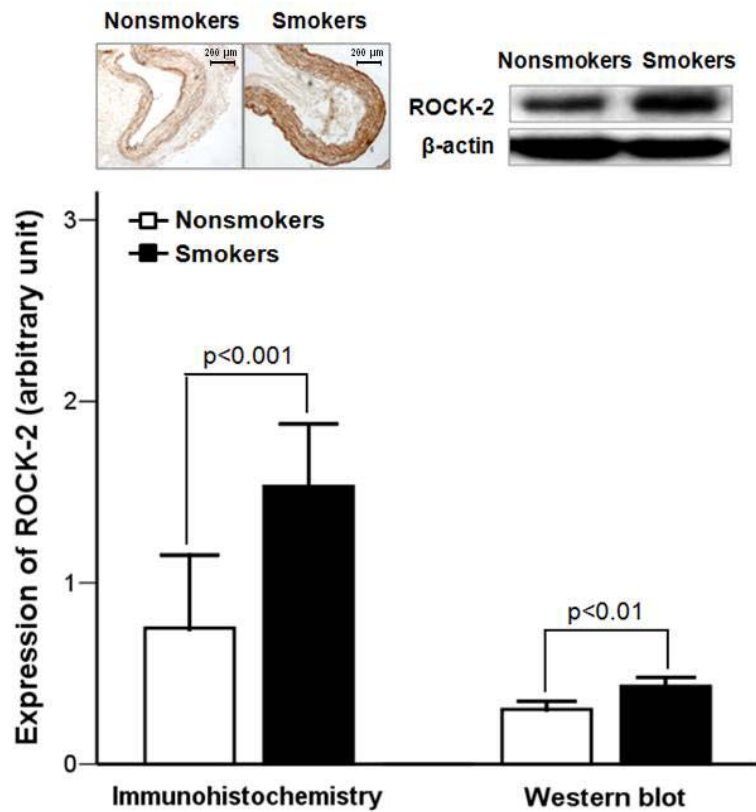 Nonsmokers Smokers
200 µm 200 µm
Nonsmokers Smokers
ROCK-2
β-actin
Expression of ROCK-2 (arbitrary unit)
3
2
1
0
Nonsmokers
Smokers
p<0.001
p<0.01
Immunohistochemistry Western blot